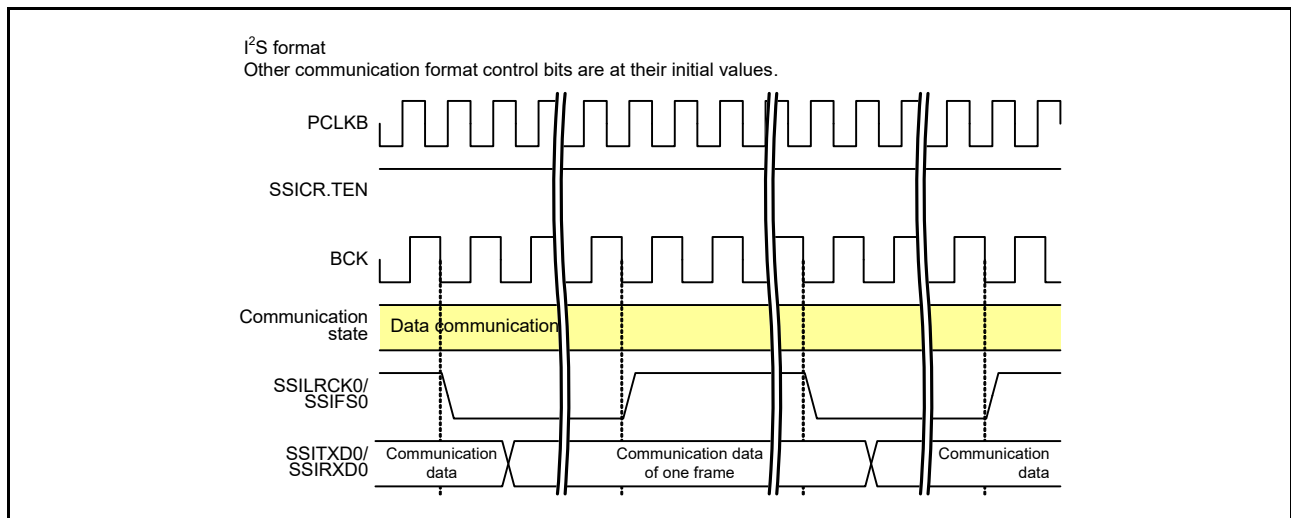 I²S format
Other communication format control bits are at their initial values.
PCLKB
SSICR.TEN
BCK
Communication
state
Data communication
SSILRCK0/
SSIFS0
SSITXD0/
SSIRXD0
Communication
data
Communication data
of one frame
Communication
data